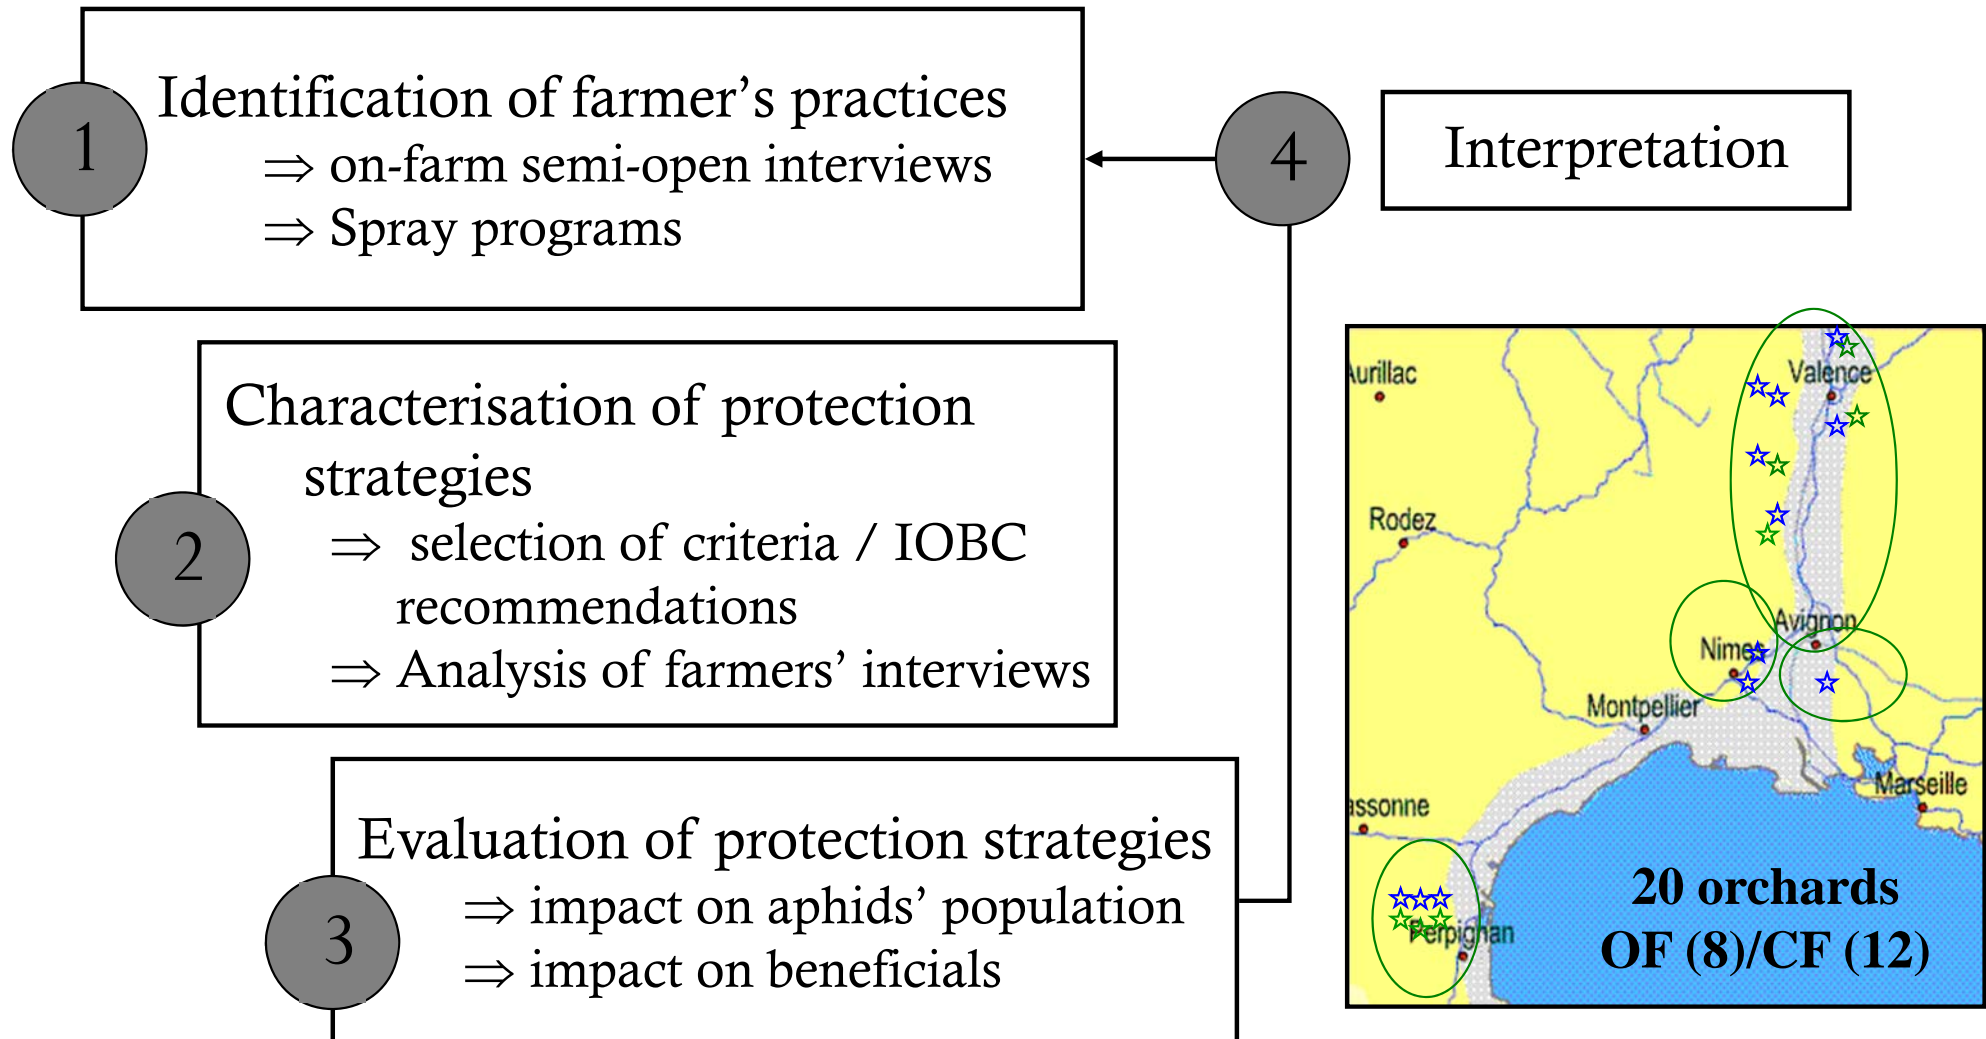 1
Identification of farmer's practices
⇒ on-farm semi-open interviews
⇒ Spray programs
4
Interpretation
2
Characterisation of protection
strategies
⇒ selection of criteria / IOBC
recommendations
⇒ Analysis of farmers' interviews
3
Evaluation of protection strategies
⇒ impact on aphids' population
⇒ impact on beneficials
Aurillac
Valence
Rodez
Avignon
Nimes
Montpellier
Marseille
assonne
Perpignan
20 orchards
OF (8)/CF (12)